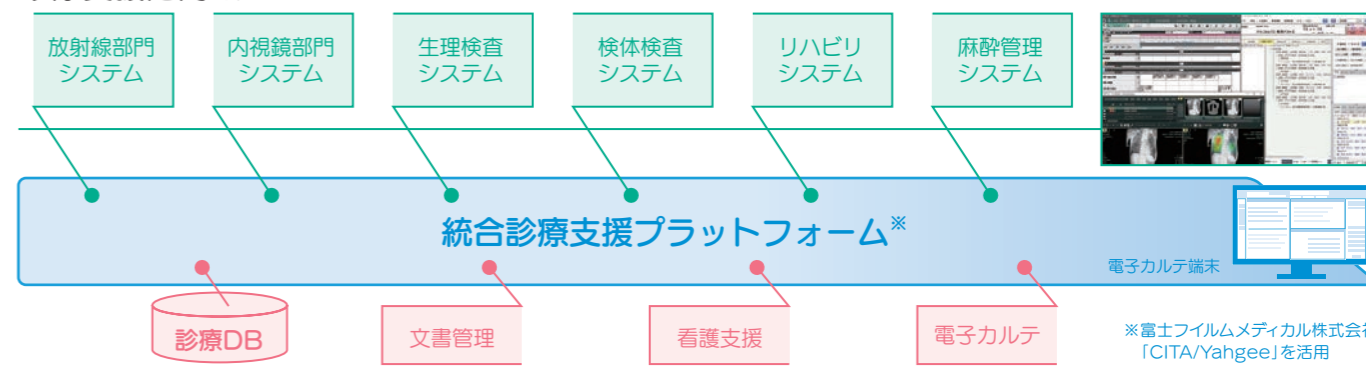 放射線部門
システム
内視鏡部門
システム
生理検査
システム
検体検査
システム
リハビリ
システム
麻酔管理
システム
統合診療支援プラットフォーム※
電子カルテ端末
診療DB
文書管理
看護支援
電子カルテ
※富士フイルムメディカル株式会
「CITA/Yahgee」を活用